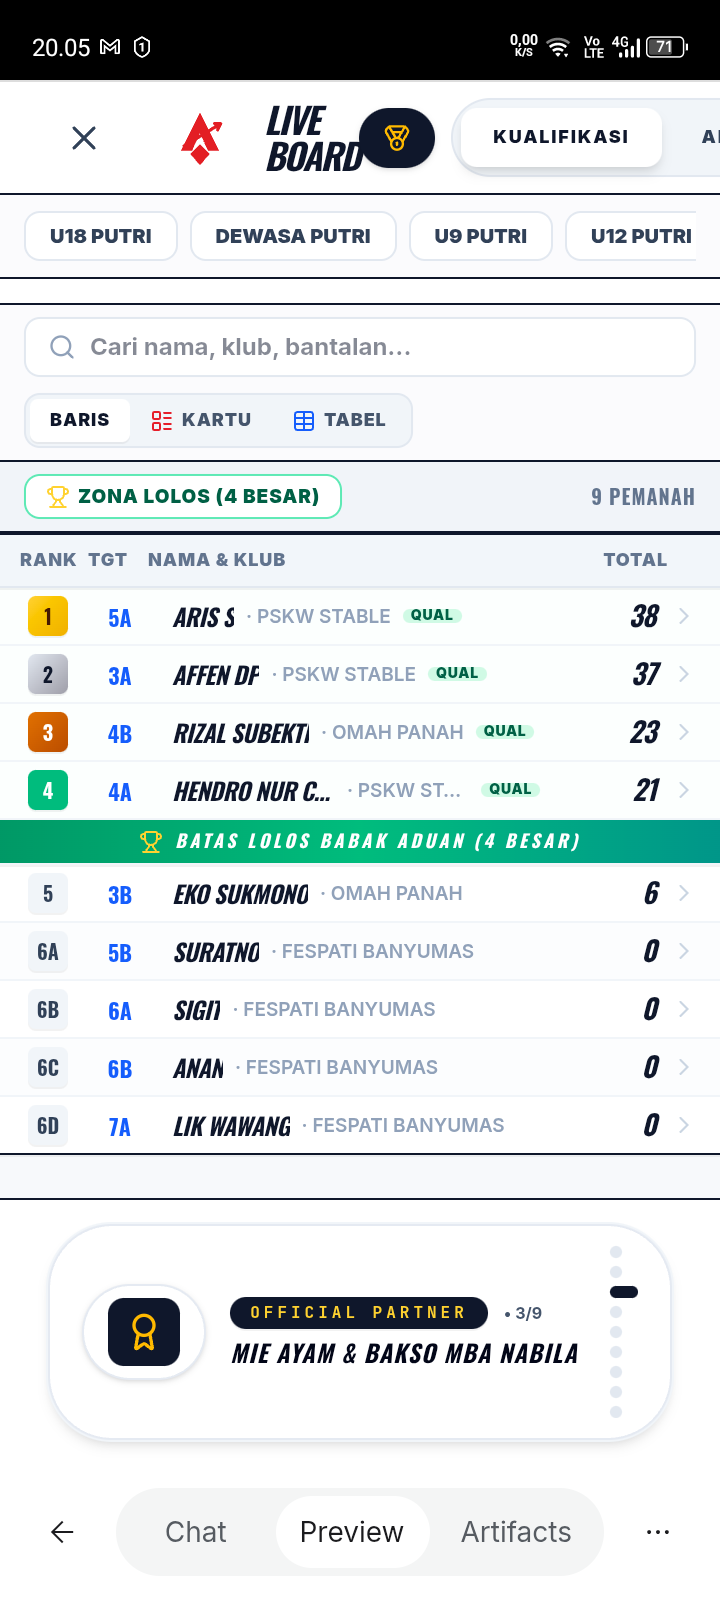 20.05
0,00 K/S
Vo LTE
4G
71
LIVE BOARD
KUALIFIKASI
U18 PUTRI
DEWASA PUTRI
U9 PUTRI
U12 PUTRI
Cari nama, klub, bantalan...
BARIS
KARTU
TABEL
ZONA LOLOS (4 BESAR)
9 PEMANAH
RANK TGT NAMA & KLUB TOTAL
1 5A ARIS S · PSKW STABLE QUAL 38
2 3A AFFEN DP · PSKW STABLE QUAL 37
3 4B RIZAL SUBEKTI · OMAH PANAH QUAL 23
4 4A HENDRO NUR C... · PSKW ST... QUAL 21
BATAS LOLOS BABAK ADUAN (4 BESAR)
5 3B EKO SUKMONO · OMAH PANAH 6
6A 5B SURATNO · FESPATI BANYUMAS 0
6B 6A SIGIT · FESPATI BANYUMAS 0
6C 6B ANAN · FESPATI BANYUMAS 0
6D 7A LIK WAWANG · FESPATI BANYUMAS 0
OFFICIAL PARTNER • 3/9
MIE AYAM & BAKSO MBA NABILA
Chat
Preview
Artifacts